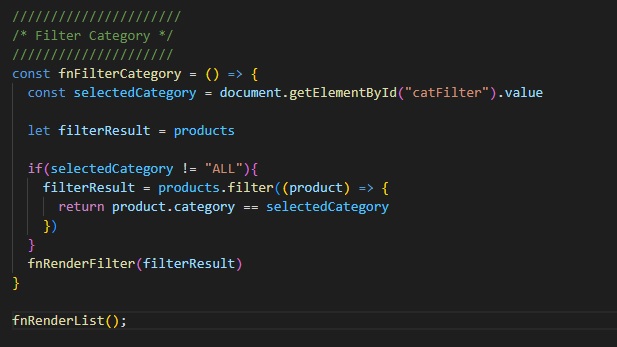 //////////////////////
/* Filter Category */
/////////////////////
const fnFilterCategory = () => {
const selectedCategory = document.getElementById("catFilter").value
let filterResult = products
if(selectedCategory != "ALL"){
filterResult = products.filter((product) => {
return product.category == selectedCategory
})
}
fnRenderFilter(filterResult)
}
fnRenderList();